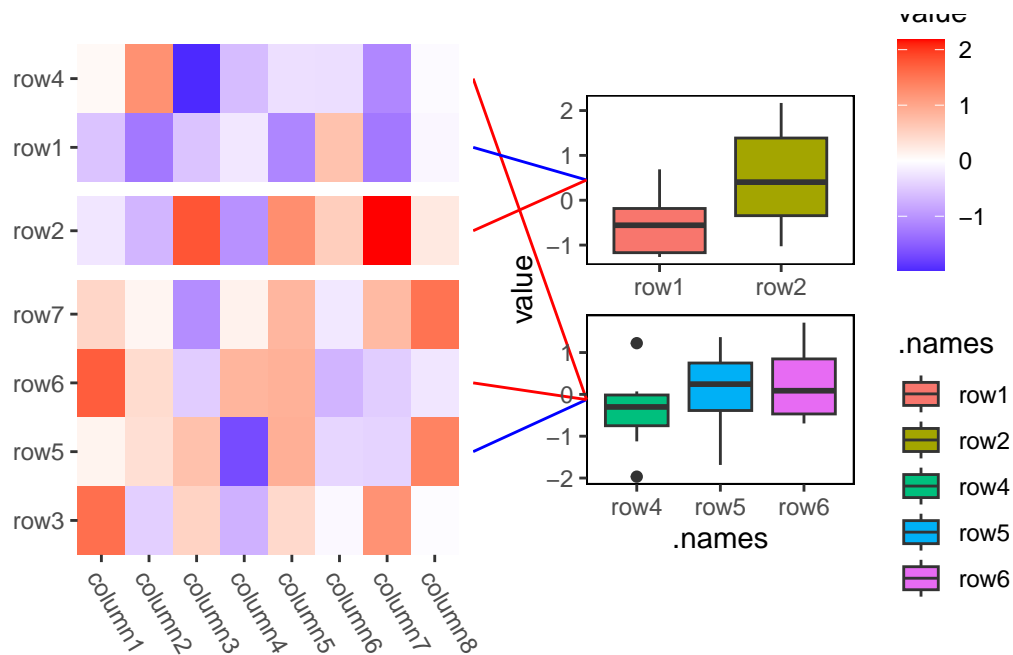 row4
row1
row2
row7
row6
row5
row3
column1
column2
column3
column4
column5
column6
column7
column8
value
2
1
0
−1
row1
row2
1
0
−1
−2
row4
row5
row6
.names
value
2
1
0
−1
.names
row1
row2
row4
row5
row6